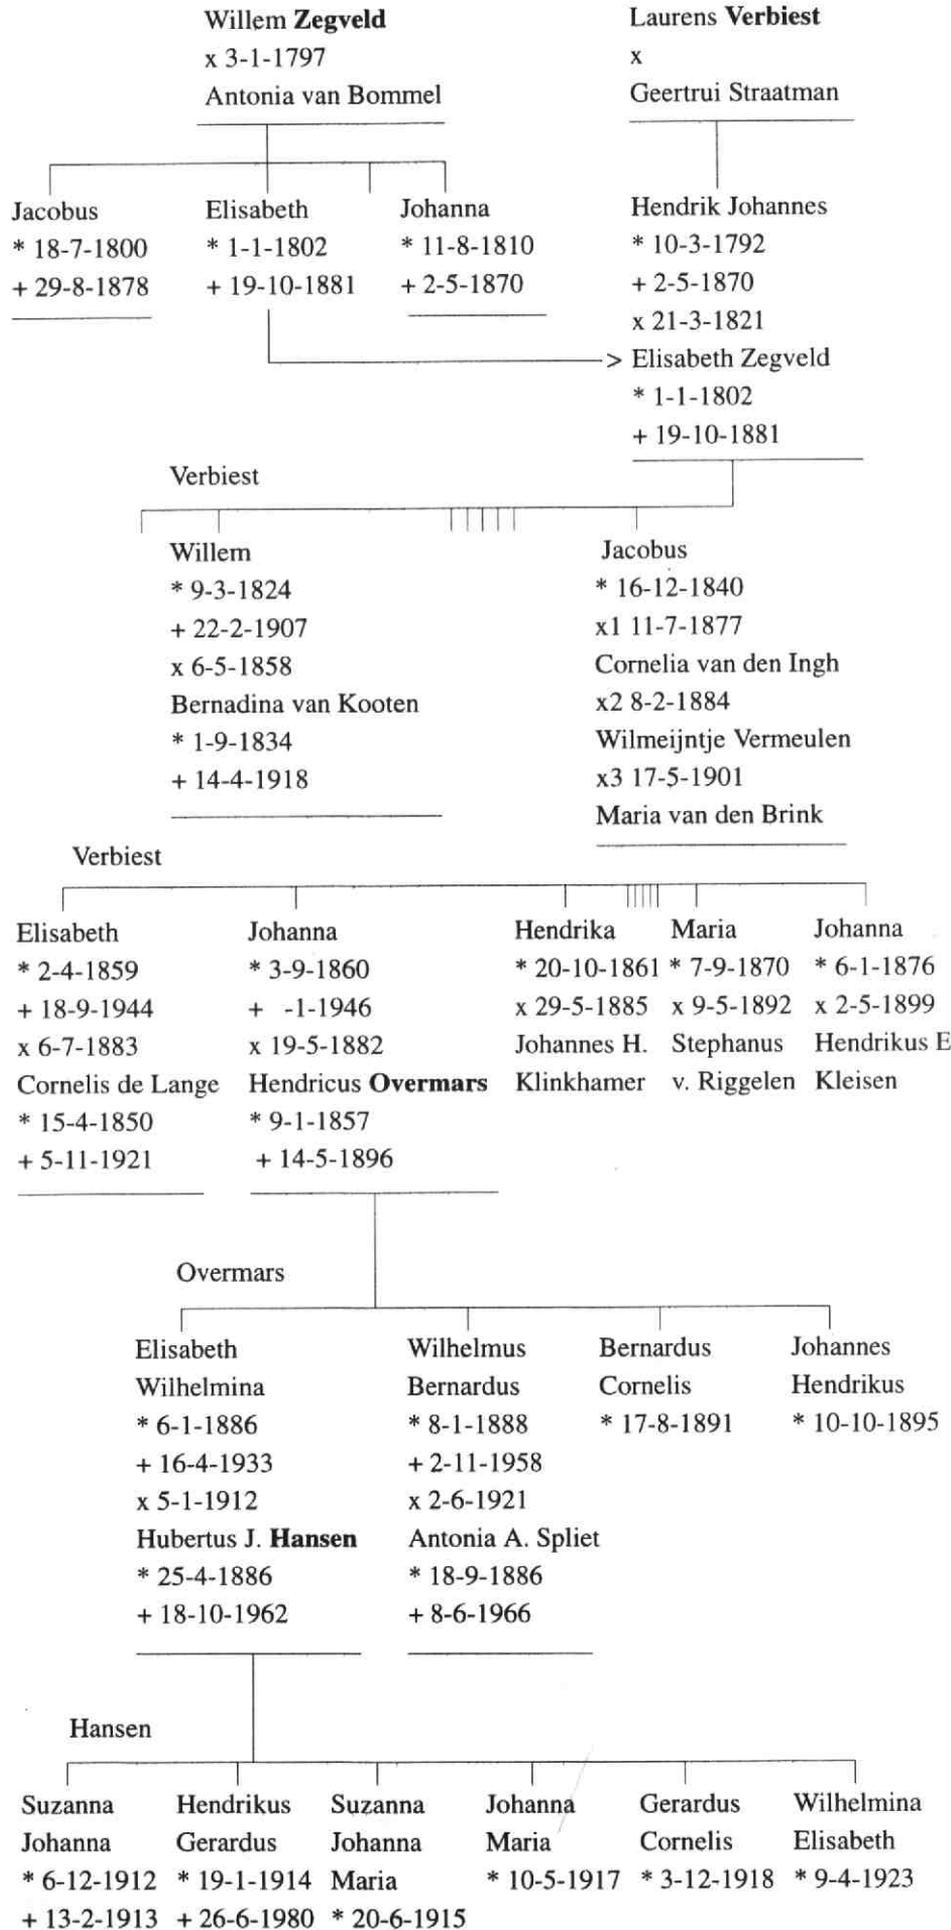 Willem Zegveld
x 3-1-1797
Antonia van Bommel
Laurens Verbiest
x
Geertrui Straatman
Jacobus
* 18-7-1800
+ 29-8-1878
Elisabeth
* 1-1-1802
+ 19-10-1881
Johanna
* 11-8-1810
+ 2-5-1870
Hendrik Johannes
* 10-3-1792
+ 2-5-1870
x 21-3-1821
> Elisabeth Zegveld
* 1-1-1802
+ 19-10-1881
Verbiest
Willem
* 9-3-1824
+ 22-2-1907
x 6-5-1858
Bernadina van Kooten
* 1-9-1834
+ 14-4-1918
Jacobus
* 16-12-1840
x1 11-7-1877
Cornelia van den Ingh
x2 8-2-1884
Wilmeijntje Vermeulen
x3 17-5-1901
Maria van den Brink
Verbiest
Elisabeth
* 2-4-1859
+ 18-9-1944
x 6-7-1883
Cornelis de Lange
* 15-4-1850
+ 5-11-1921
Johanna
* 3-9-1860
+ -1-1946
x 19-5-1882
Hendricus Overmars
* 9-1-1857
+ 14-5-1896
Hendrika
* 20-10-1861
x 29-5-1885
Johannes H.
Klinkhamer
Maria
* 7-9-1870
x 9-5-1892
Stephanus
v. Riggelen
Johanna
* 6-1-1876
x 2-5-1899
Hendrikus E
Kleisen
Overmars
Elisabeth
Wilhelmina
* 6-1-1886
+ 16-4-1933
x 5-1-1912
Hubertus J. Hansen
* 25-4-1886
+ 18-10-1962
Wilhelmus
Bernardus
* 8-1-1888
+ 2-11-1958
x 2-6-1921
Antonia A. Spliet
* 18-9-1886
+ 8-6-1966
Bernardus
Cornelis
* 17-8-1891
Johannes
Hendrikus
* 10-10-1895
Hansen
Suzanna
Johanna
* 6-12-1912
+ 13-2-1913
Hendrikus
Gerardus
* 19-1-1914
+ 26-6-1980
Suzanna
Johanna
Maria
* 20-6-1915
Johanna
Maria
* 10-5-1917
Gerardus
Cornelis
* 3-12-1918
Wilhelmina
Elisabeth
* 9-4-1923